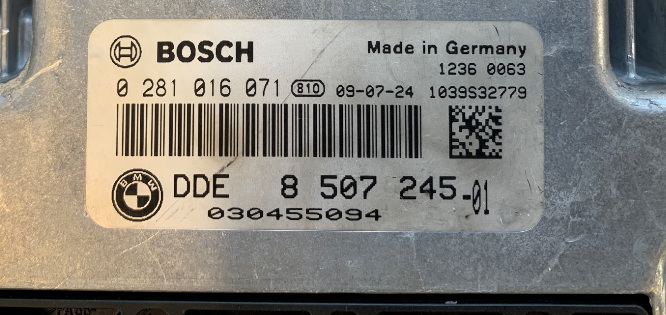 BOSCH Made in Germany
1236 0063
0 281 016 071 810 09-07-24 1039S32779
BMW DDE 8 507 245-01
030455094